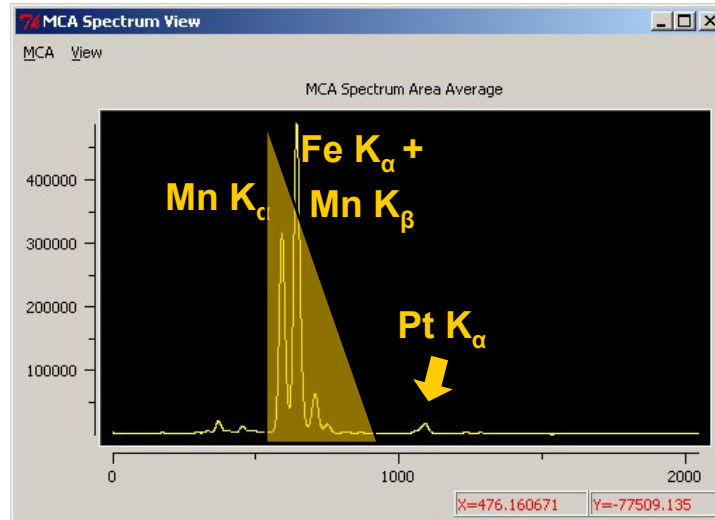 MCA Spectrum View
MCA View
MCA Spectrum Area Average
Fe Kα +
Mn Kα
Mn Kβ
Pt Kα
400000
300000
200000
100000
0 1000 2000
X=476.160671 Y=-77509.135